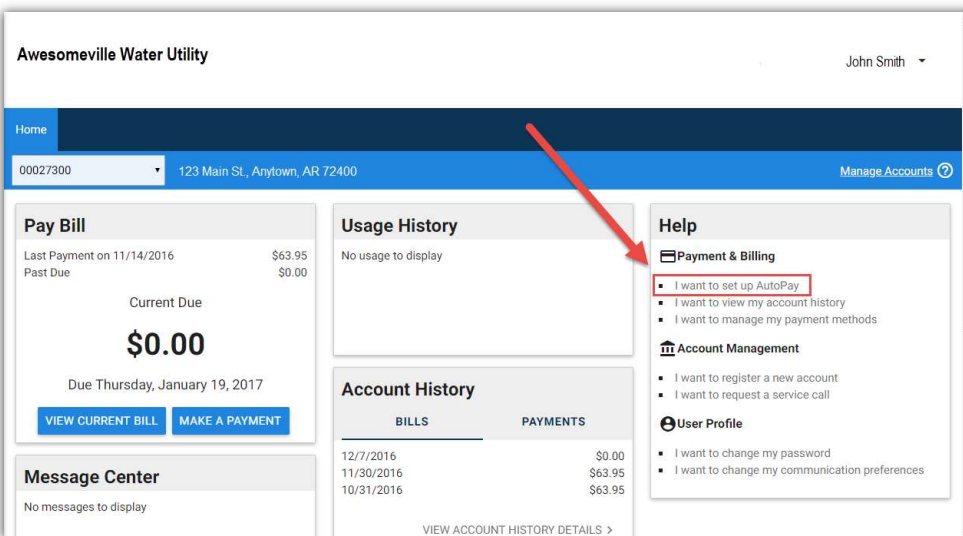 Awesomeville Water Utility
John Smith
Home
00027300
123 Main St., Anytown, AR 72400
Manage Accounts ?
Pay Bill
Last Payment on 11/14/2016 $63.95
Past Due $0.00
Current Due
$0.00
Due Thursday, January 19, 2017
VIEW CURRENT BILL MAKE A PAYMENT
Message Center
No messages to display
Usage History
No usage to display
Account History
BILLS PAYMENTS
12/7/2016 $0.00
11/30/2016 $63.95
10/31/2016 $63.95
VIEW ACCOUNT HISTORY DETAILS >
Help
Payment & Billing
I want to set up AutoPay
I want to view my account history
I want to manage my payment methods
Account Management
I want to register a new account
I want to request a service call
User Profile
I want to change my password
I want to change my communication preferences